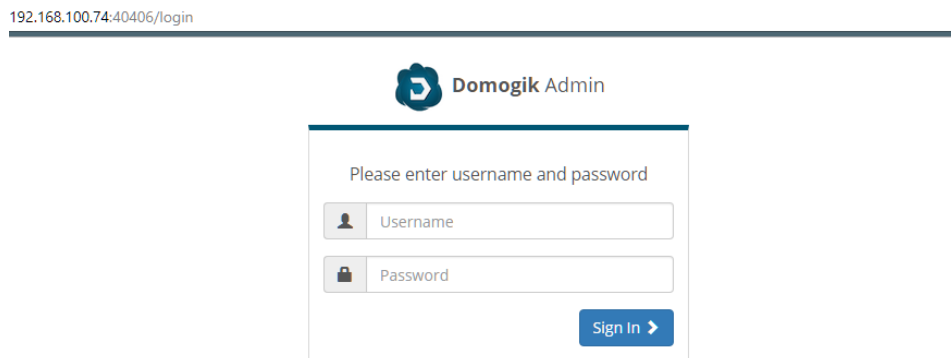 192.168.100.74:40406/login
Domogik Admin
Please enter username and password
Username
Password
Sign In